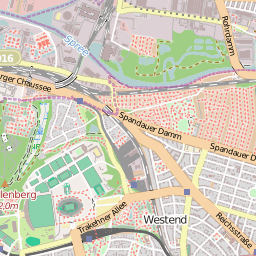 Rohrdamm
Spree
016
rger Chaussee
Spandauer Damm
Spandauer D
lenberg
2.0m
Trakehner Allee
Westend
Reichsstraße